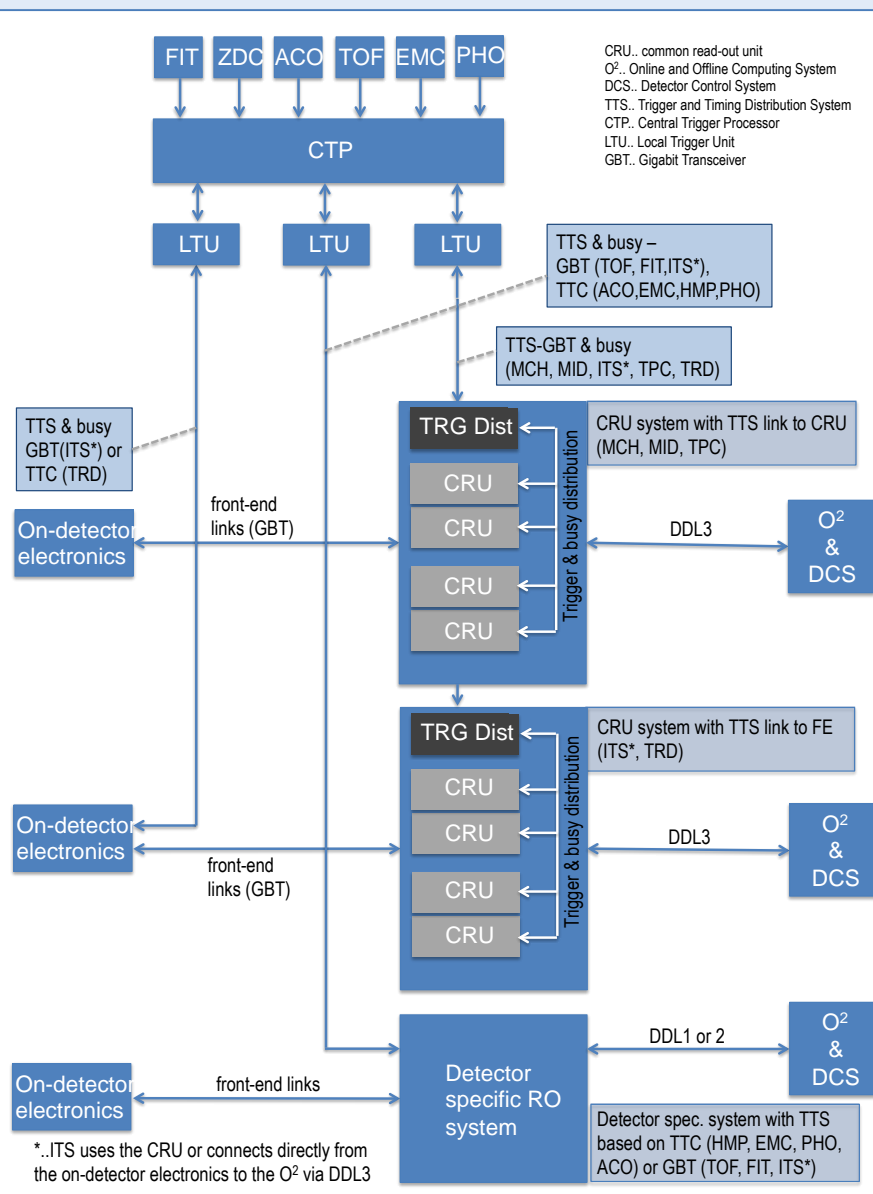 FIT ZDC ACO TOF EMC PHO
CRU.. common read-out unit
O².. Online and Offline Computing System
DCS.. Detector Control System
TTS.. Trigger and Timing Distribution System
CTP.. Central Trigger Processor
LTU.. Local Trigger Unit
GBT.. Gigabit Transceiver
CTP
LTU LTU LTU
TTS & busy –
GBT (TOF, FIT,ITS*),
TTC (ACO,EMC,HMP,PHO)
TTS-GBT & busy
(MCH, MID, ITS*, TPC, TRD)
TTS & busy
GBT(ITS*) or
TTC (TRD)
TRG Dist
CRU
CRU
CRU
CRU
Trigger & busy distribution
CRU system with TTS link to CRU
(MCH, MID, TPC)
On-detector
electronics
front-end
links (GBT)
DDL3
O²
&
DCS
TRG Dist
CRU
CRU
CRU
CRU
Trigger & busy distribution
CRU system with TTS link to FE
(ITS*, TRD)
On-detector
electronics
front-end
links (GBT)
DDL3
O²
&
DCS
On-detector
electronics
front-end links
Detector
specific RO
system
DDL1 or 2
O²
&
DCS
Detector spec. system with TTS
based on TTC (HMP, EMC, PHO,
ACO) or GBT (TOF, FIT, ITS*)
*..ITS uses the CRU or connects directly from
the on-detector electronics to the O² via DDL3